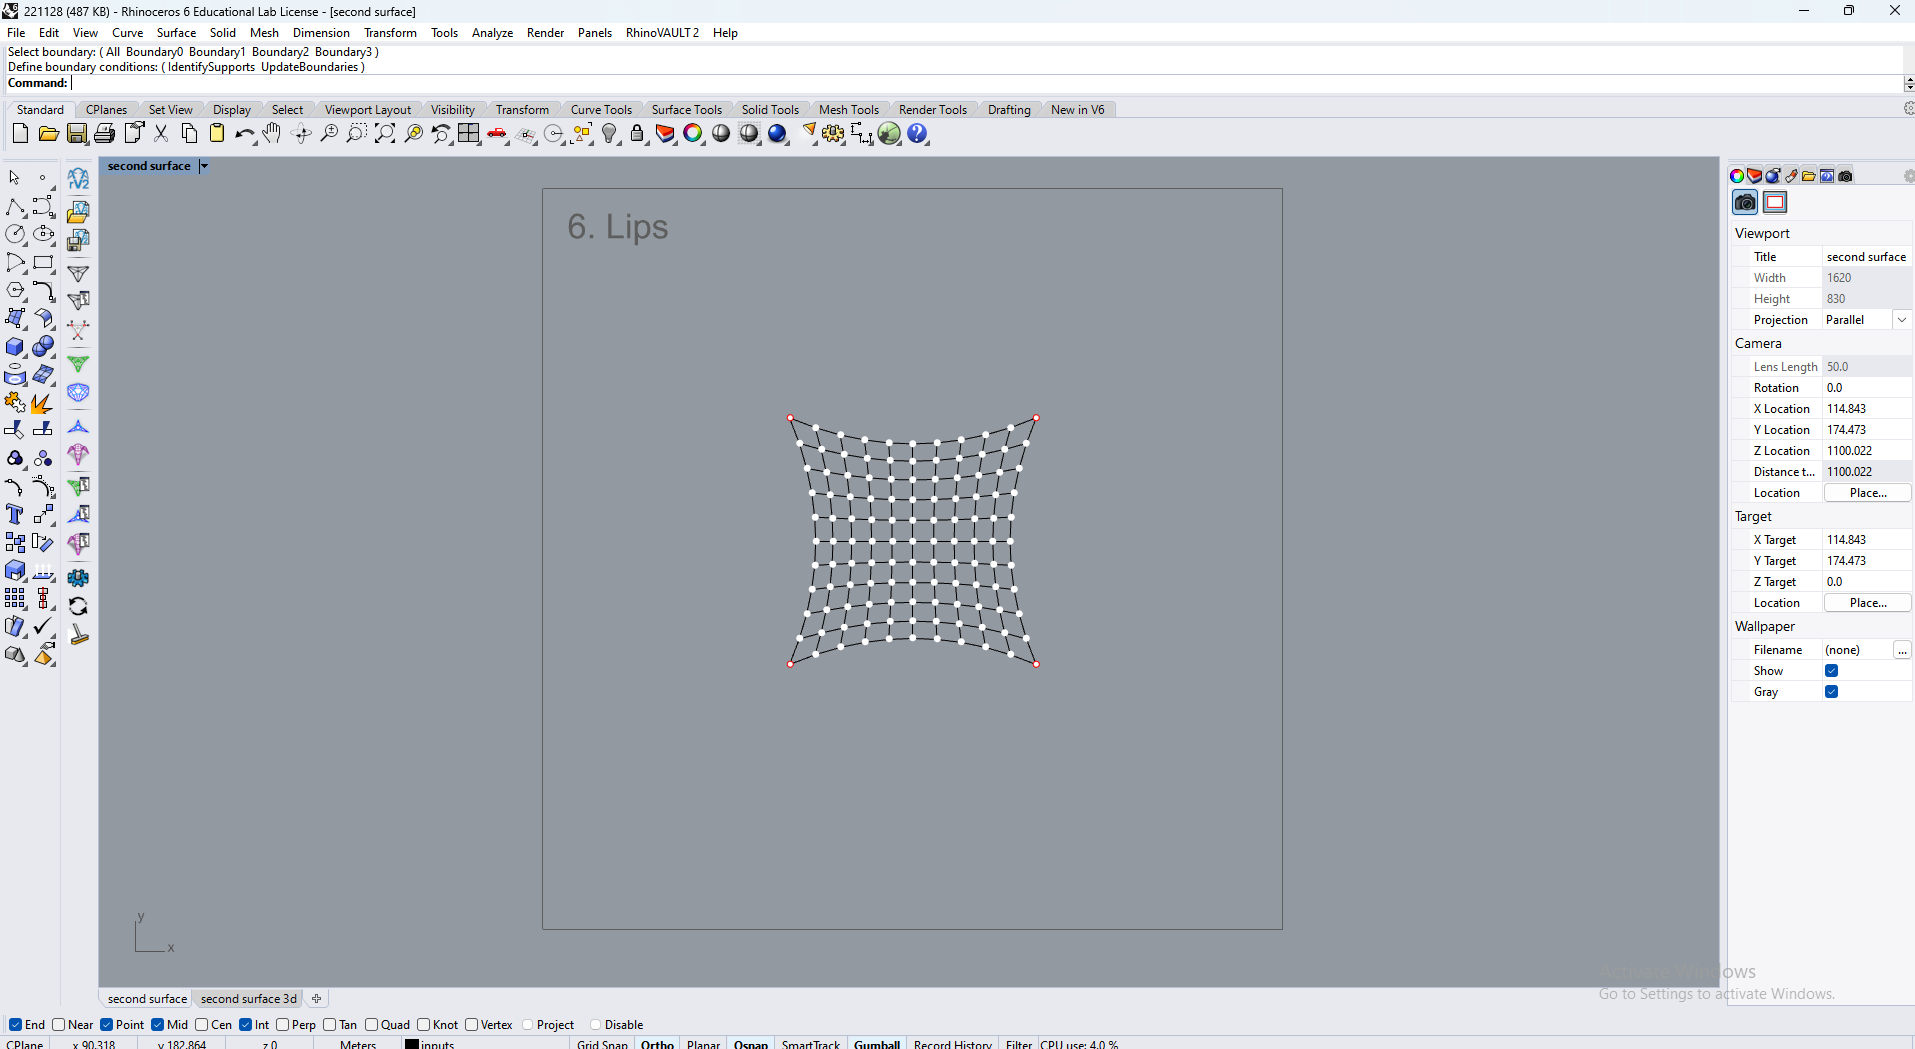 221128 (487 KB) - Rhinoceros 6 Educational Lab License - [second surface]
File Edit View Curve Surface Solid Mesh Dimension Transform Tools Analyze Render Panels RhinoVAULT 2 Help
Select boundary: ( All Boundary0 Boundary1 Boundary2 Boundary3 )
Define boundary conditions: ( IdentifySupports UpdateBoundaries )
Command:
Standard CPlanes Set View Display Select Viewport Layout Visibility Transform Curve Tools Surface Tools Solid Tools Mesh Tools Render Tools Drafting New in V6
second surface
rV2
6. Lips
y
x
Viewport
Title second surface
Width 1620
Height 830
Projection Parallel
Camera
Lens Length 50.0
Rotation 0.0
X Location 114.843
Y Location 174.473
Z Location 1100.022
Distance t... 1100.022
Location Place...
Target
X Target 114.843
Y Target 174.473
Z Target 0.0
Location Place...
Wallpaper
Filename (none) ...
Show
Gray
Activate Windows
Go to Settings to activate Windows.
second surface second surface 3d
End Near Point Mid Cen Int Perp Tan Quad Knot Vertex Project Disable
CPlane x 90.318 y 182.864 z 0 Meters inputs Grid Snap Ortho Planar Osnap SmartTrack Gumball Record History Filter CPU use: 4.0 %